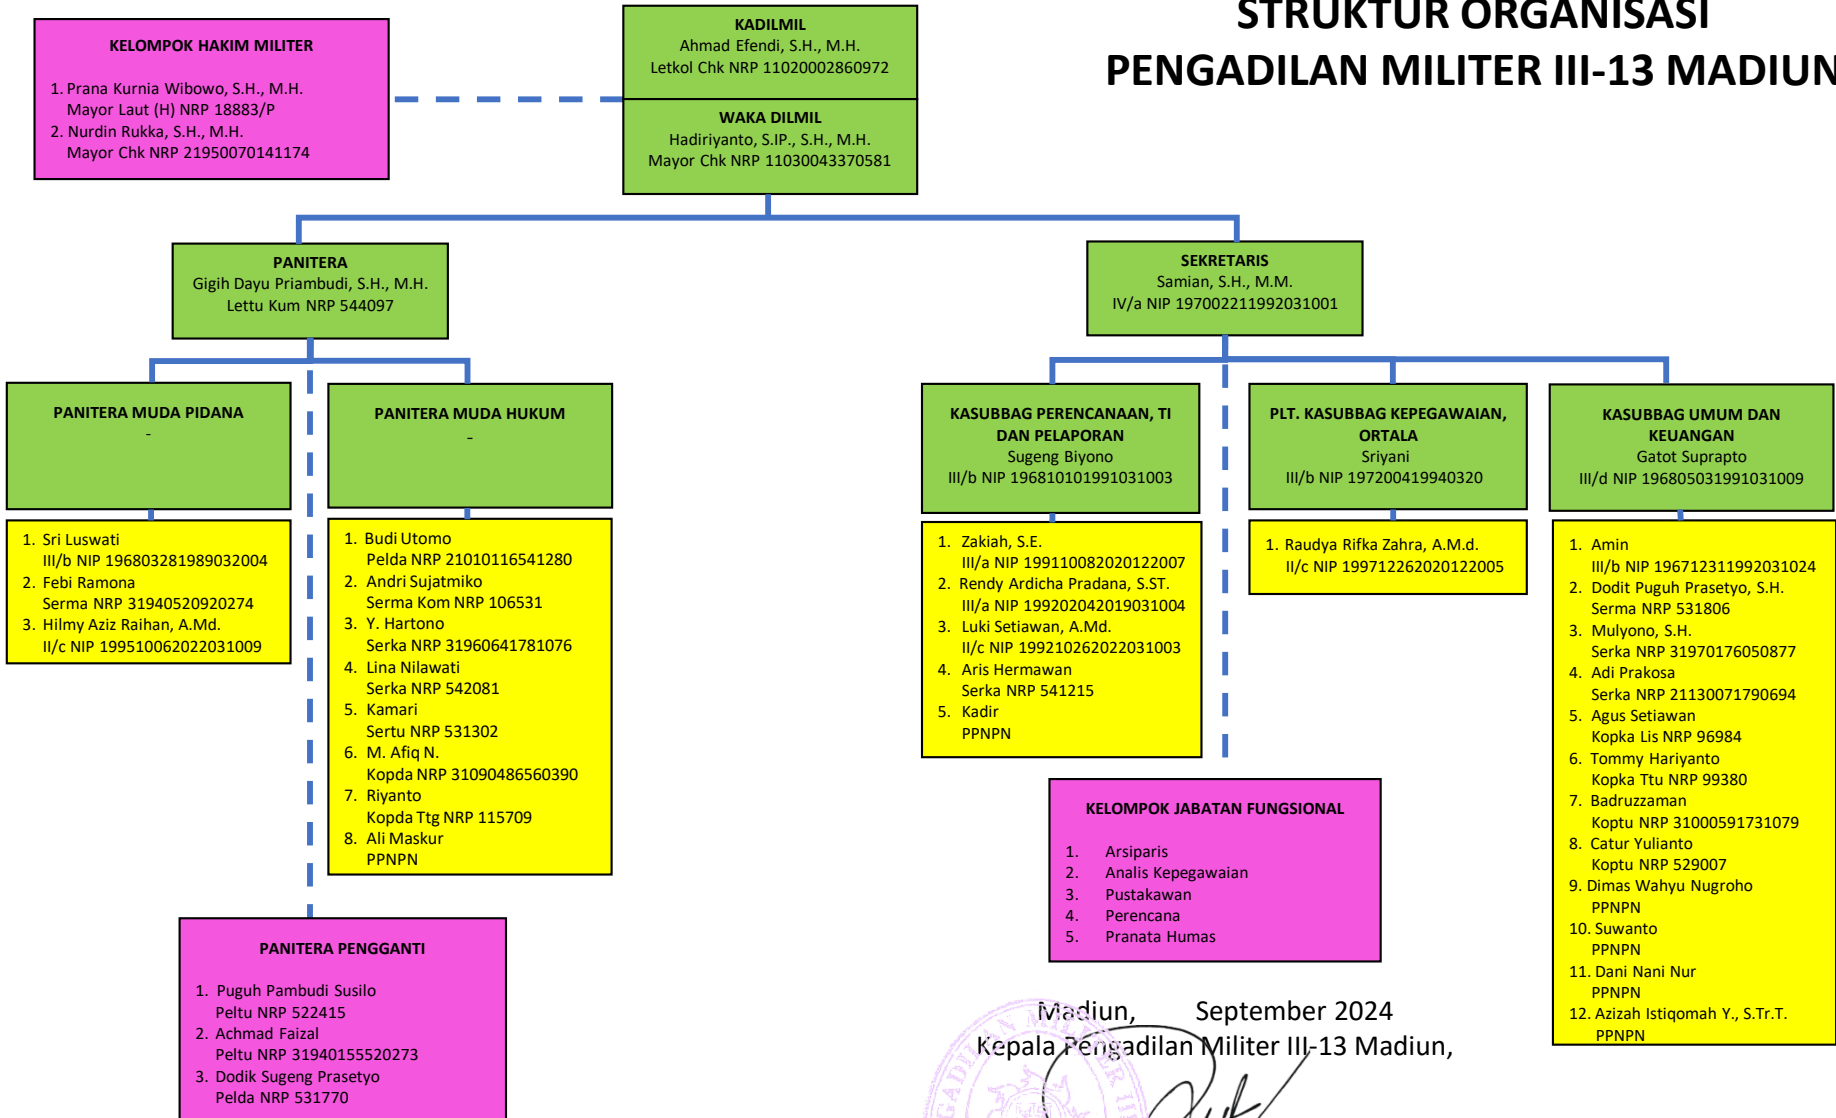 STRUKTUR ORGANISASI
PENGADILAN MILITER III-13 MADIUN
KELOMPOK HAKIM MILITER
1. Prana Kurnia Wibowo, S.H., M.H.
Mayor Laut (H) NRP 18883/P
2. Nurdin Rukka, S.H., M.H.
Mayor Chk NRP 21950070141174
KADILMIL
Ahmad Efendi, S.H., M.H.
Letkol Chk NRP 11020002860972
WAKA DILMIL
Hadiriyanto, S.IP., S.H., M.H.
Mayor Chk NRP 11030043370581
PANITERA
Gigih Dayu Priambudi, S.H., M.H.
Lettu Kum NRP 544097
SEKRETARIS
Samian, S.H., M.M.
IV/a NIP 197002211992031001
PANITERA MUDA PIDANA
-
PANITERA MUDA HUKUM
-
KASUBBAG PERENCANAAN, TI
DAN PELAPORAN
Sugeng Biyono
III/b NIP 196810101991031003
PLT. KASUBBAG KEPEGAWAIAN,
ORTALA
Sriyani
III/b NIP 197200419940320
KASUBBAG UMUM DAN
KEUANGAN
Gatot Suprapto
III/d NIP 196805031991031009
1. Sri Luswati
III/b NIP 196803281989032004
2. Febi Ramona
Serma NRP 31940520920274
3. Hilmy Aziz Raihan, A.Md.
II/c NIP 199510062022031009
1. Budi Utomo
Pelda NRP 21010116541280
2. Andri Sujatmiko
Serma Kom NRP 106531
3. Y. Hartono
Serka NRP 31960641781076
4. Lina Nilawati
Serka NRP 542081
5. Kamari
Sertu NRP 531302
6. M. Afiq N.
Kopda NRP 31090486560390
7. Riyanto
Kopda Ttg NRP 115709
8. Ali Maskur
PPNPN
1. Zakiah, S.E.
III/a NIP 199110082020122007
2. Rendy Ardicha Pradana, S.ST.
III/a NIP 199202042019031004
3. Luki Setiawan, A.Md.
II/c NIP 199210262022031003
4. Aris Hermawan
Serka NRP 541215
5. Kadir
PPNPN
1. Raudya Rifka Zahra, A.M.d.
II/c NIP 199712262020122005
1. Amin
III/b NIP 196712311992031024
2. Dodit Puguh Prasetyo, S.H.
Serma NRP 531806
3. Mulyono, S.H.
Serka NRP 31970176050877
4. Adi Prakosa
Serka NRP 21130071790694
5. Agus Setiawan
Kopka Lis NRP 96984
6. Tommy Hariyanto
Kopka Ttu NRP 99380
7. Badruzzaman
Koptu NRP 31000591731079
8. Catur Yulianto
Koptu NRP 529007
9. Dimas Wahyu Nugroho
PPNPN
10. Suwanto
PPNPN
11. Dani Nani Nur
PPNPN
12. Azizah Istiqomah Y., S.Tr.T.
PPNPN
KELOMPOK JABATAN FUNGSIONAL
1. Arsiparis
2. Analis Kepegawaian
3. Pustakawan
4. Perencana
5. Pranata Humas
PANITERA PENGGANTI
1. Puguh Pambudi Susilo
Peltu NRP 522415
2. Achmad Faizal
Peltu NRP 31940155520273
3. Dodik Sugeng Prasetyo
Pelda NRP 531770
Madiun, September 2024
Kepala Pengadilan Militer III-13 Madiun,